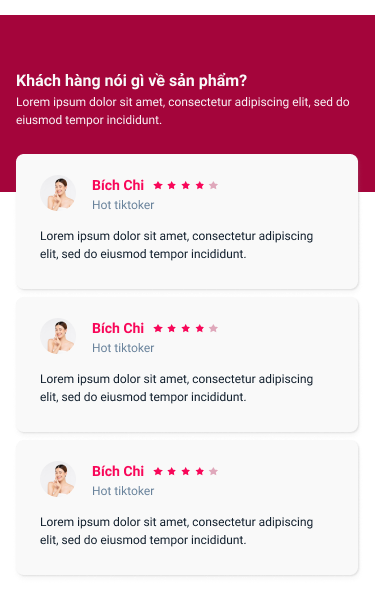 Khách hàng nói gì về sản phẩm?
Lorem ipsum dolor sit amet, consectetur adipiscing elit, sed do
eiusmod tempor incididunt.
Bích Chi
Hot tiktoker
Lorem ipsum dolor sit amet, consectetur adipiscing
elit, sed do eiusmod tempor incididunt.
Bích Chi
Hot tiktoker
Lorem ipsum dolor sit amet, consectetur adipiscing
elit, sed do eiusmod tempor incididunt.
Bích Chi
Hot tiktoker
Lorem ipsum dolor sit amet, consectetur adipiscing
elit, sed do eiusmod tempor incididunt.